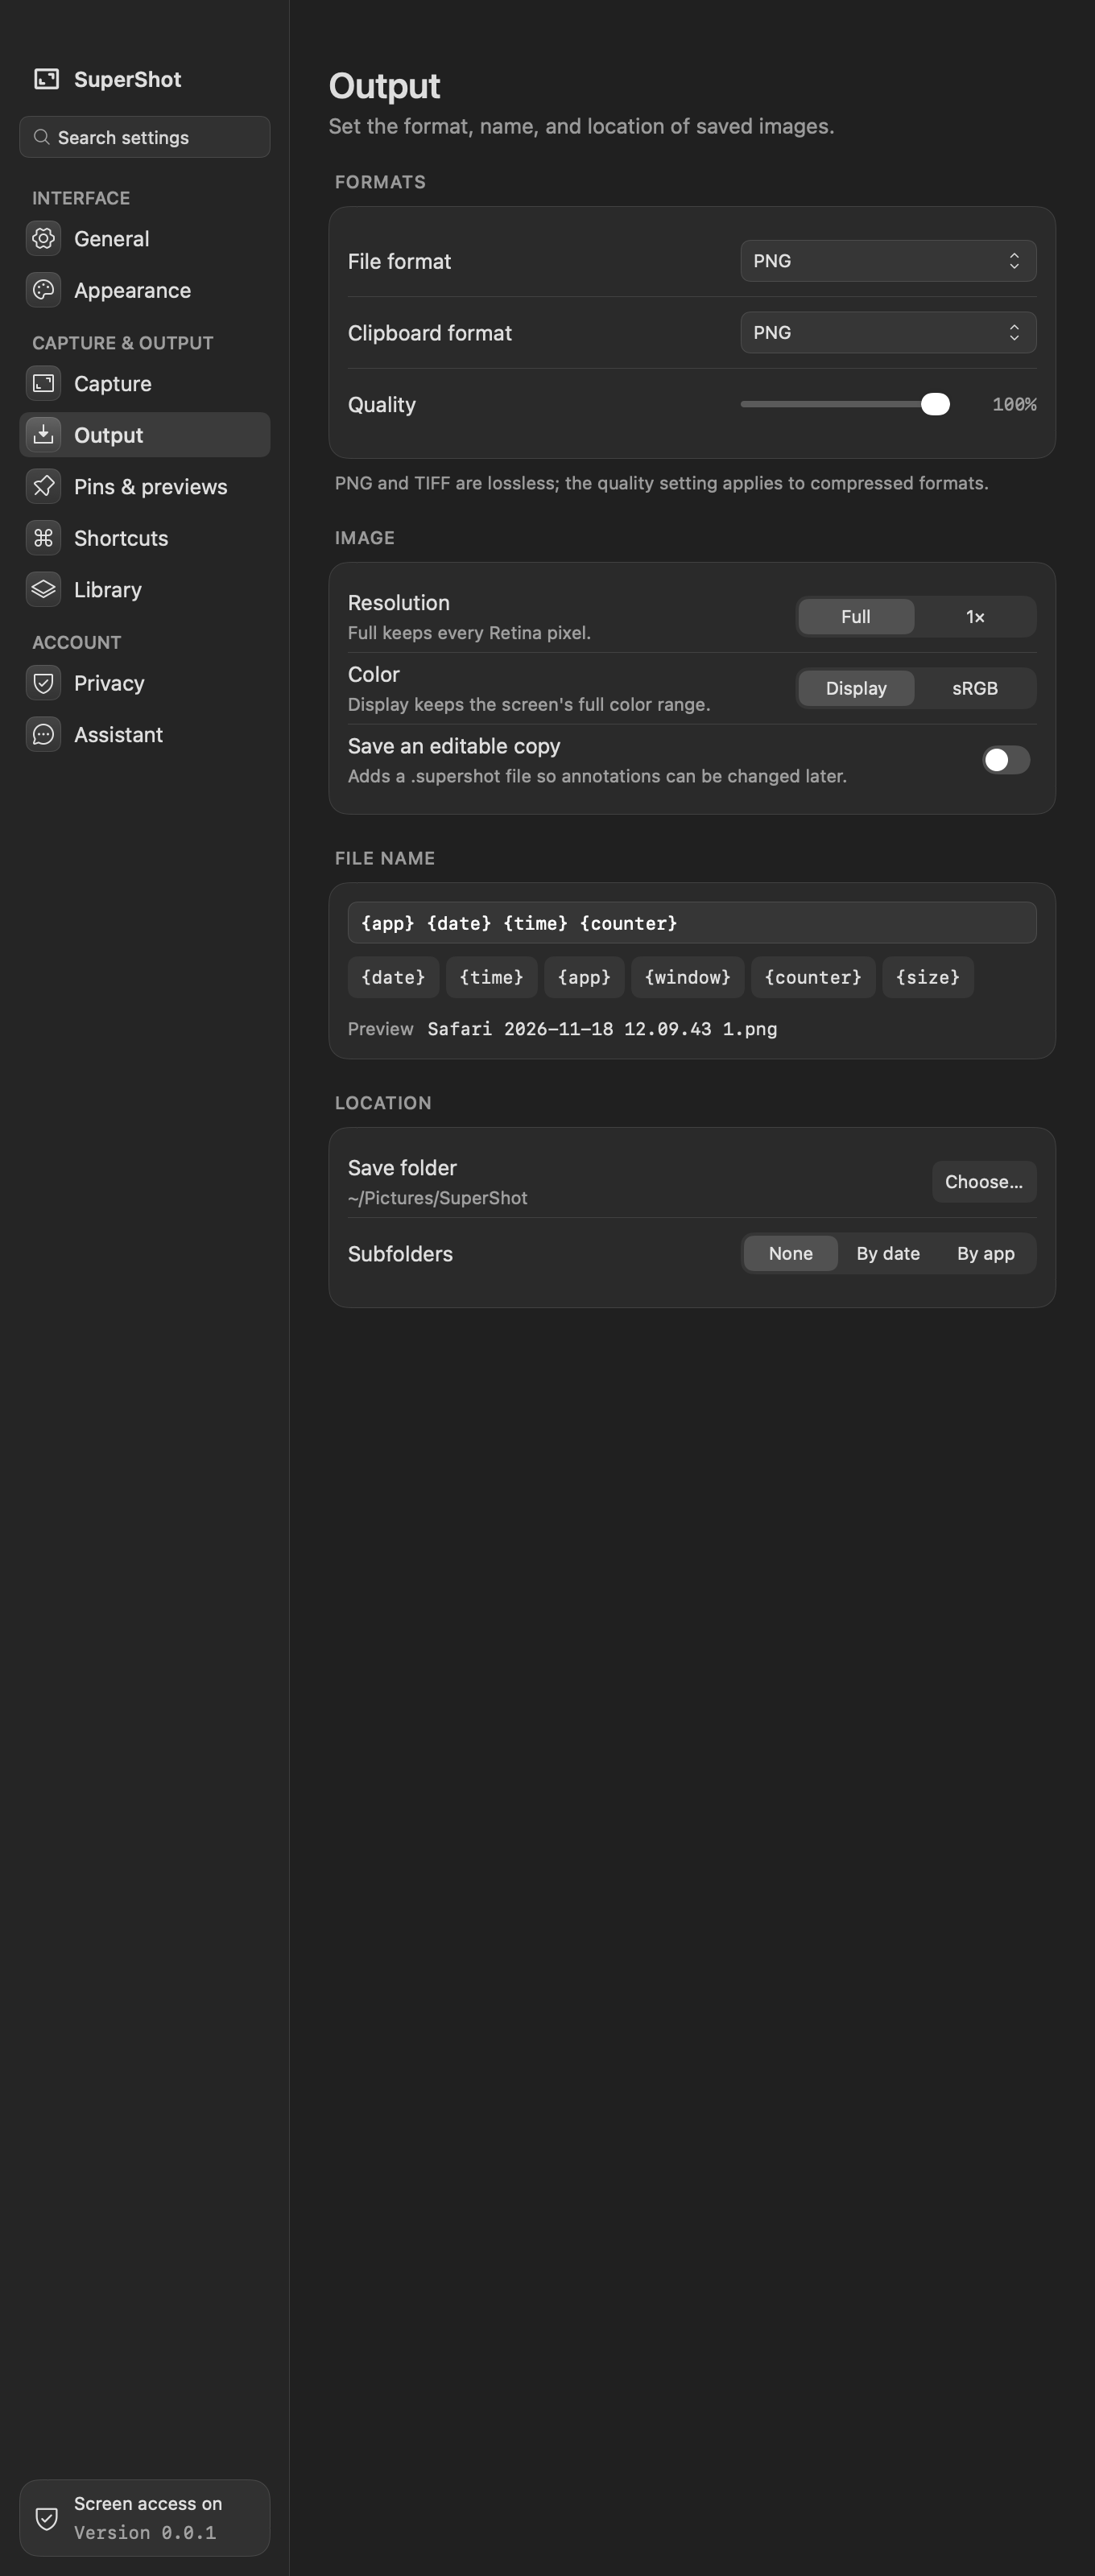 SuperShot
Search settings
INTERFACE
General
Appearance
CAPTURE & OUTPUT
Capture
Output
Pins & previews
Shortcuts
Library
ACCOUNT
Privacy
Assistant
Screen access on
Version 0.0.1
Output
Set the format, name, and location of saved images.
FORMATS
File format PNG
Clipboard format PNG
Quality 100%
PNG and TIFF are lossless; the quality setting applies to compressed formats.
IMAGE
Resolution Full 1×
Full keeps every Retina pixel.
Color Display sRGB
Display keeps the screen's full color range.
Save an editable copy
Adds a .supershot file so annotations can be changed later.
FILE NAME
{app} {date} {time} {counter}
{date} {time} {app} {window} {counter} {size}
Preview Safari 2026-11-18 12.09.43 1.png
LOCATION
Save folder Choose...
~/Pictures/SuperShot
Subfolders None By date By app